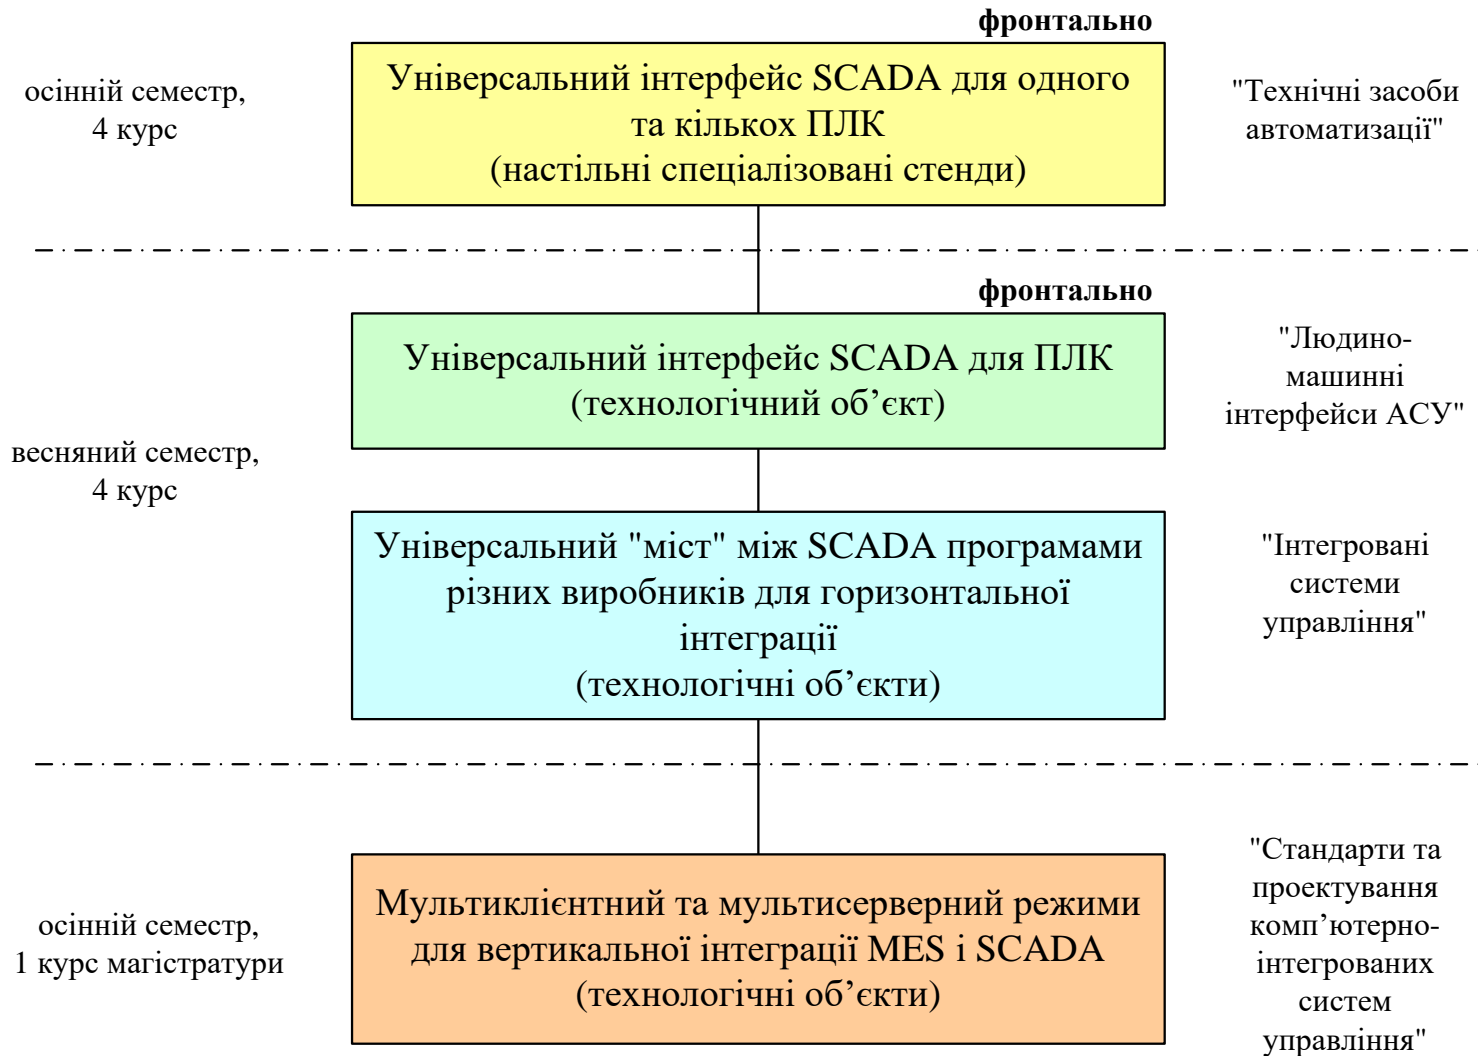 фронтально
осінній семестр,
4 курс
Універсальний інтерфейс SCADA для одного
та кількох ПЛК
(настільні спеціалізовані стенди)
"Технічні засоби
автоматизації"
фронтально
весняний семестр,
4 курс
Універсальний інтерфейс SCADA для ПЛК
(технологічний об’єкт)
"Людино-
машинні
інтерфейси АСУ"
Універсальний "міст" між SCADA програмами
різних виробників для горизонтальної
інтеграції
(технологічні об’єкти)
"Інтегровані
системи
управління"
осінній семестр,
1 курс магістратури
Мультиклієнтний та мультисерверний режими
для вертикальної інтеграції MES і SCADA
(технологічні об’єкти)
"Стандарти та
проектування
комп’ютерно-
інтегрованих
систем
управління"